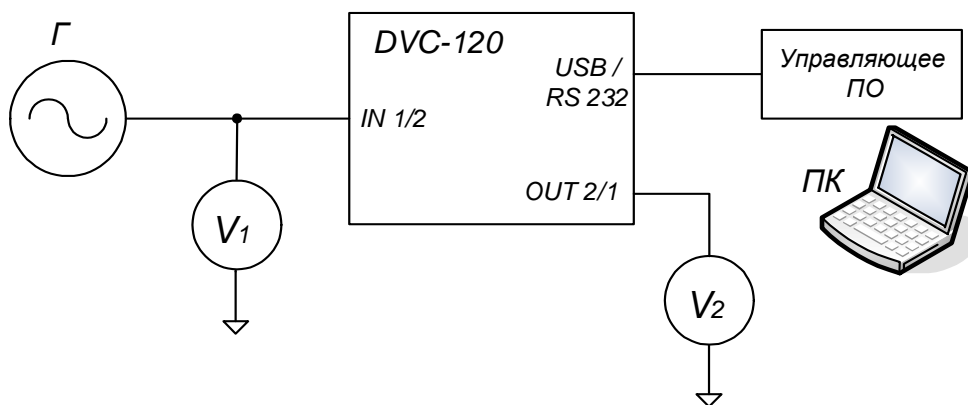 Г
DVC-120
USB /
RS 232
IN 1/2
OUT 2/1
Управляющее
ПО
ПК
V1
V2